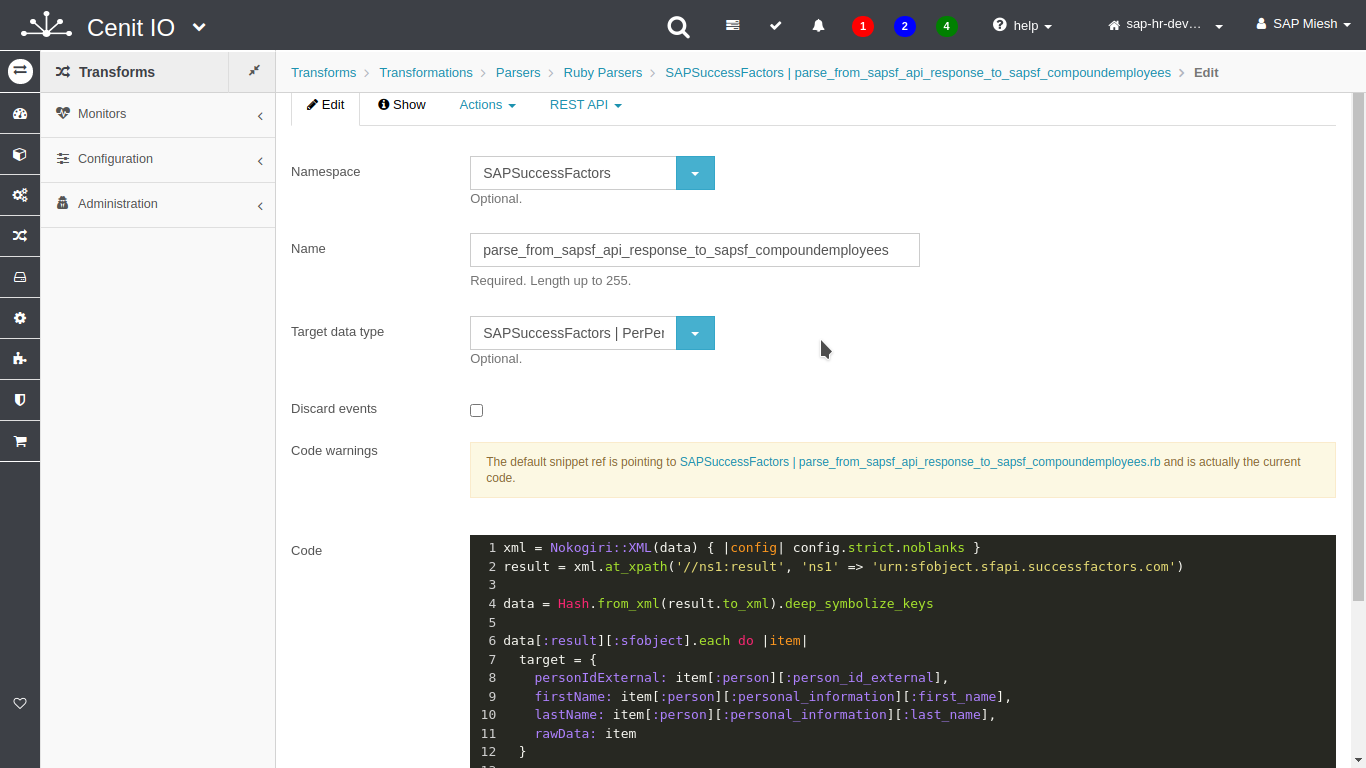 Cenit IO
1
2
4
help
sap-hr-dev…
SAP Miesh
Transforms
Monitors
Configuration
Administration
Transforms
Transformations
Parsers
Ruby Parsers
SAPSuccessFactors | parse_from_sapsf_api_response_to_sapsf_compoundemployees
Edit
Edit
Show
Actions
REST API
Namespace
SAPSuccessFactors
Optional.
Name
parse_from_sapsf_api_response_to_sapsf_compoundemployees
Required. Length up to 255.
Target data type
SAPSuccessFactors | PerPer
Optional.
Discard events
Code warnings
The default snippet ref is pointing to SAPSuccessFactors | parse_from_sapsf_api_response_to_sapsf_compoundemployees.rb and is actually the current
code.
Code
1 xml = Nokogiri::XML(data) { |config| config.strict.noblanks }
2 result = xml.at_xpath('//ns1:result', 'ns1' => 'urn:sfobject.sfapi.successfactors.com')
3
4 data = Hash.from_xml(result.to_xml).deep_symbolize_keys
5
6 data[:result][:sfobject].each do |item|
7   target = {
8     personIdExternal: item[:person][:person_id_external],
9     firstName: item[:person][:personal_information][:first_name],
10     lastName: item[:person][:personal_information][:last_name],
11     rawData: item
12   }